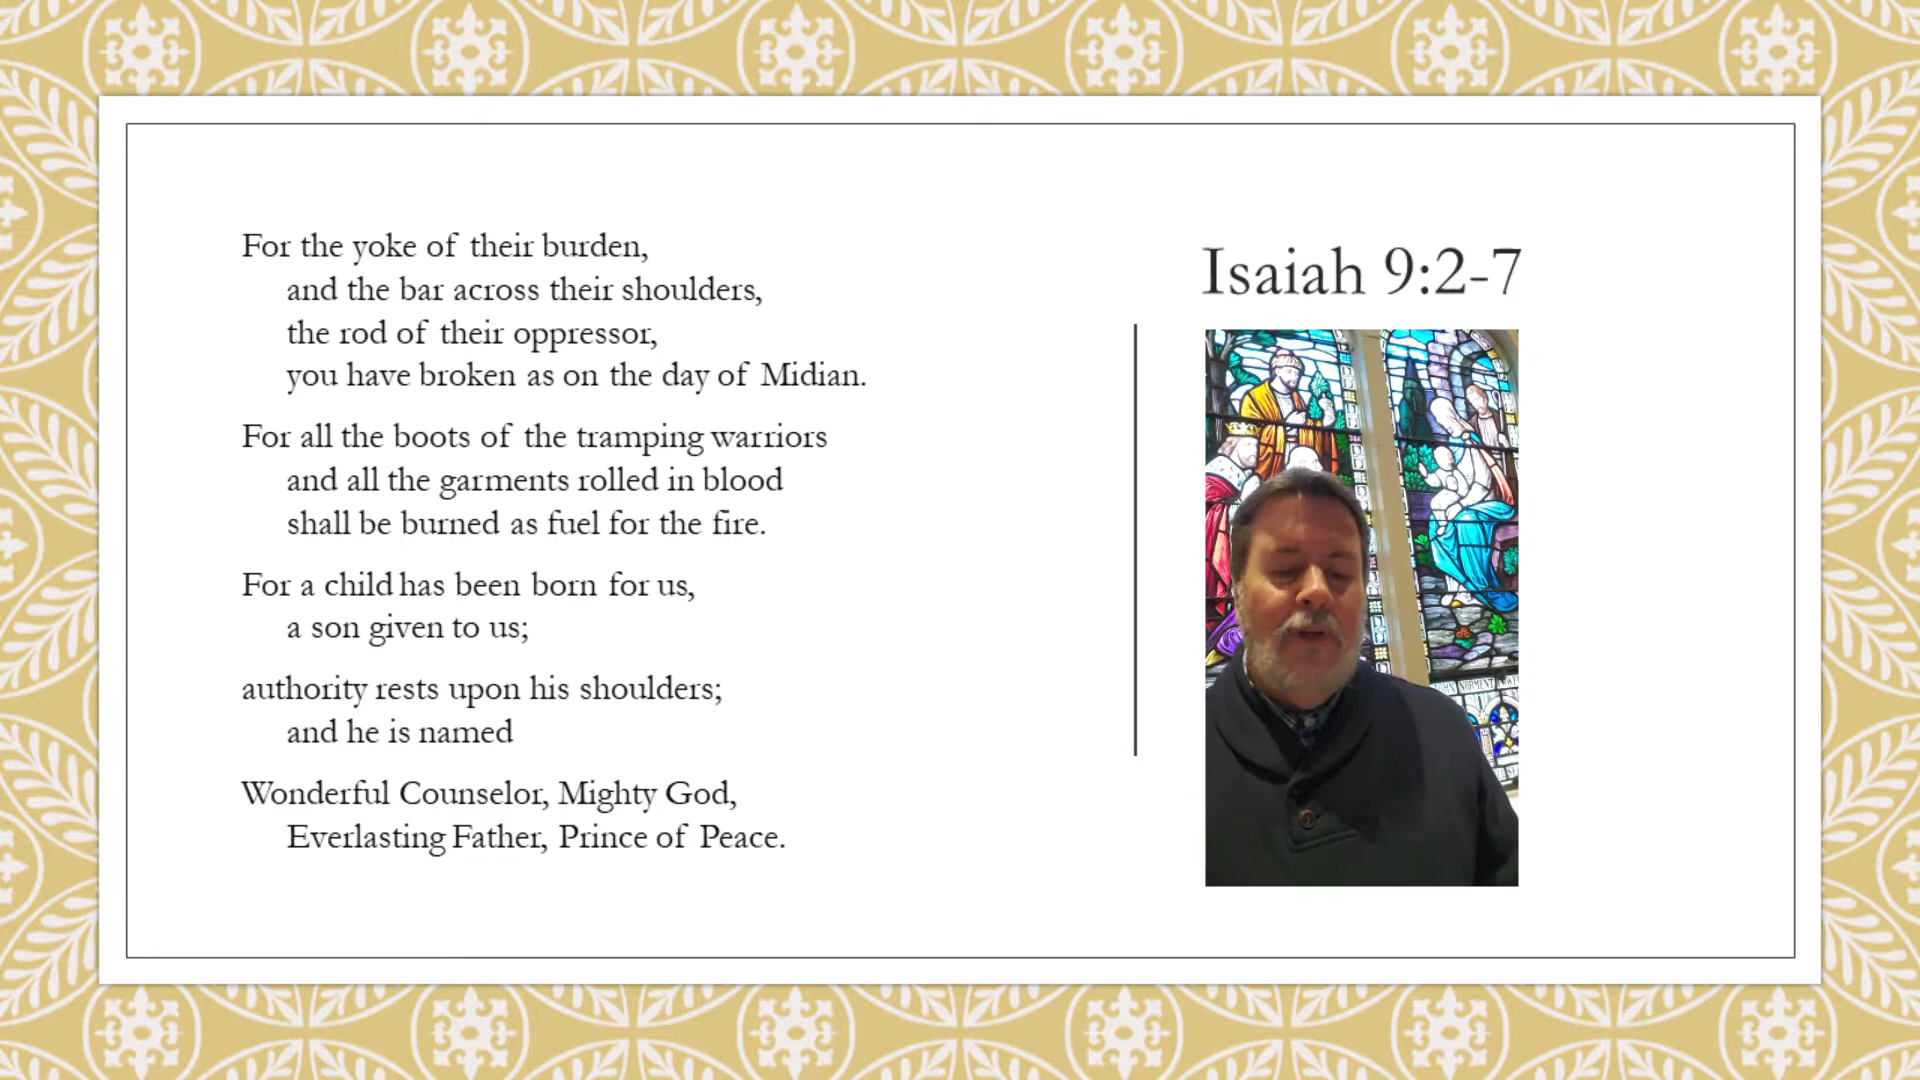 For the yoke of their burden,
and the bar across their shoulders,
the rod of their oppressor,
you have broken as on the day of Midian.
For all the boots of the tramping warriors
and all the garments rolled in blood
shall be burned as fuel for the fire.
For a child has been born for us,
a son given to us;
authority rests upon his shoulders;
and he is named
Wonderful Counselor, Mighty God,
Everlasting Father, Prince of Peace.
Isaiah 9:2-7
NORMENT